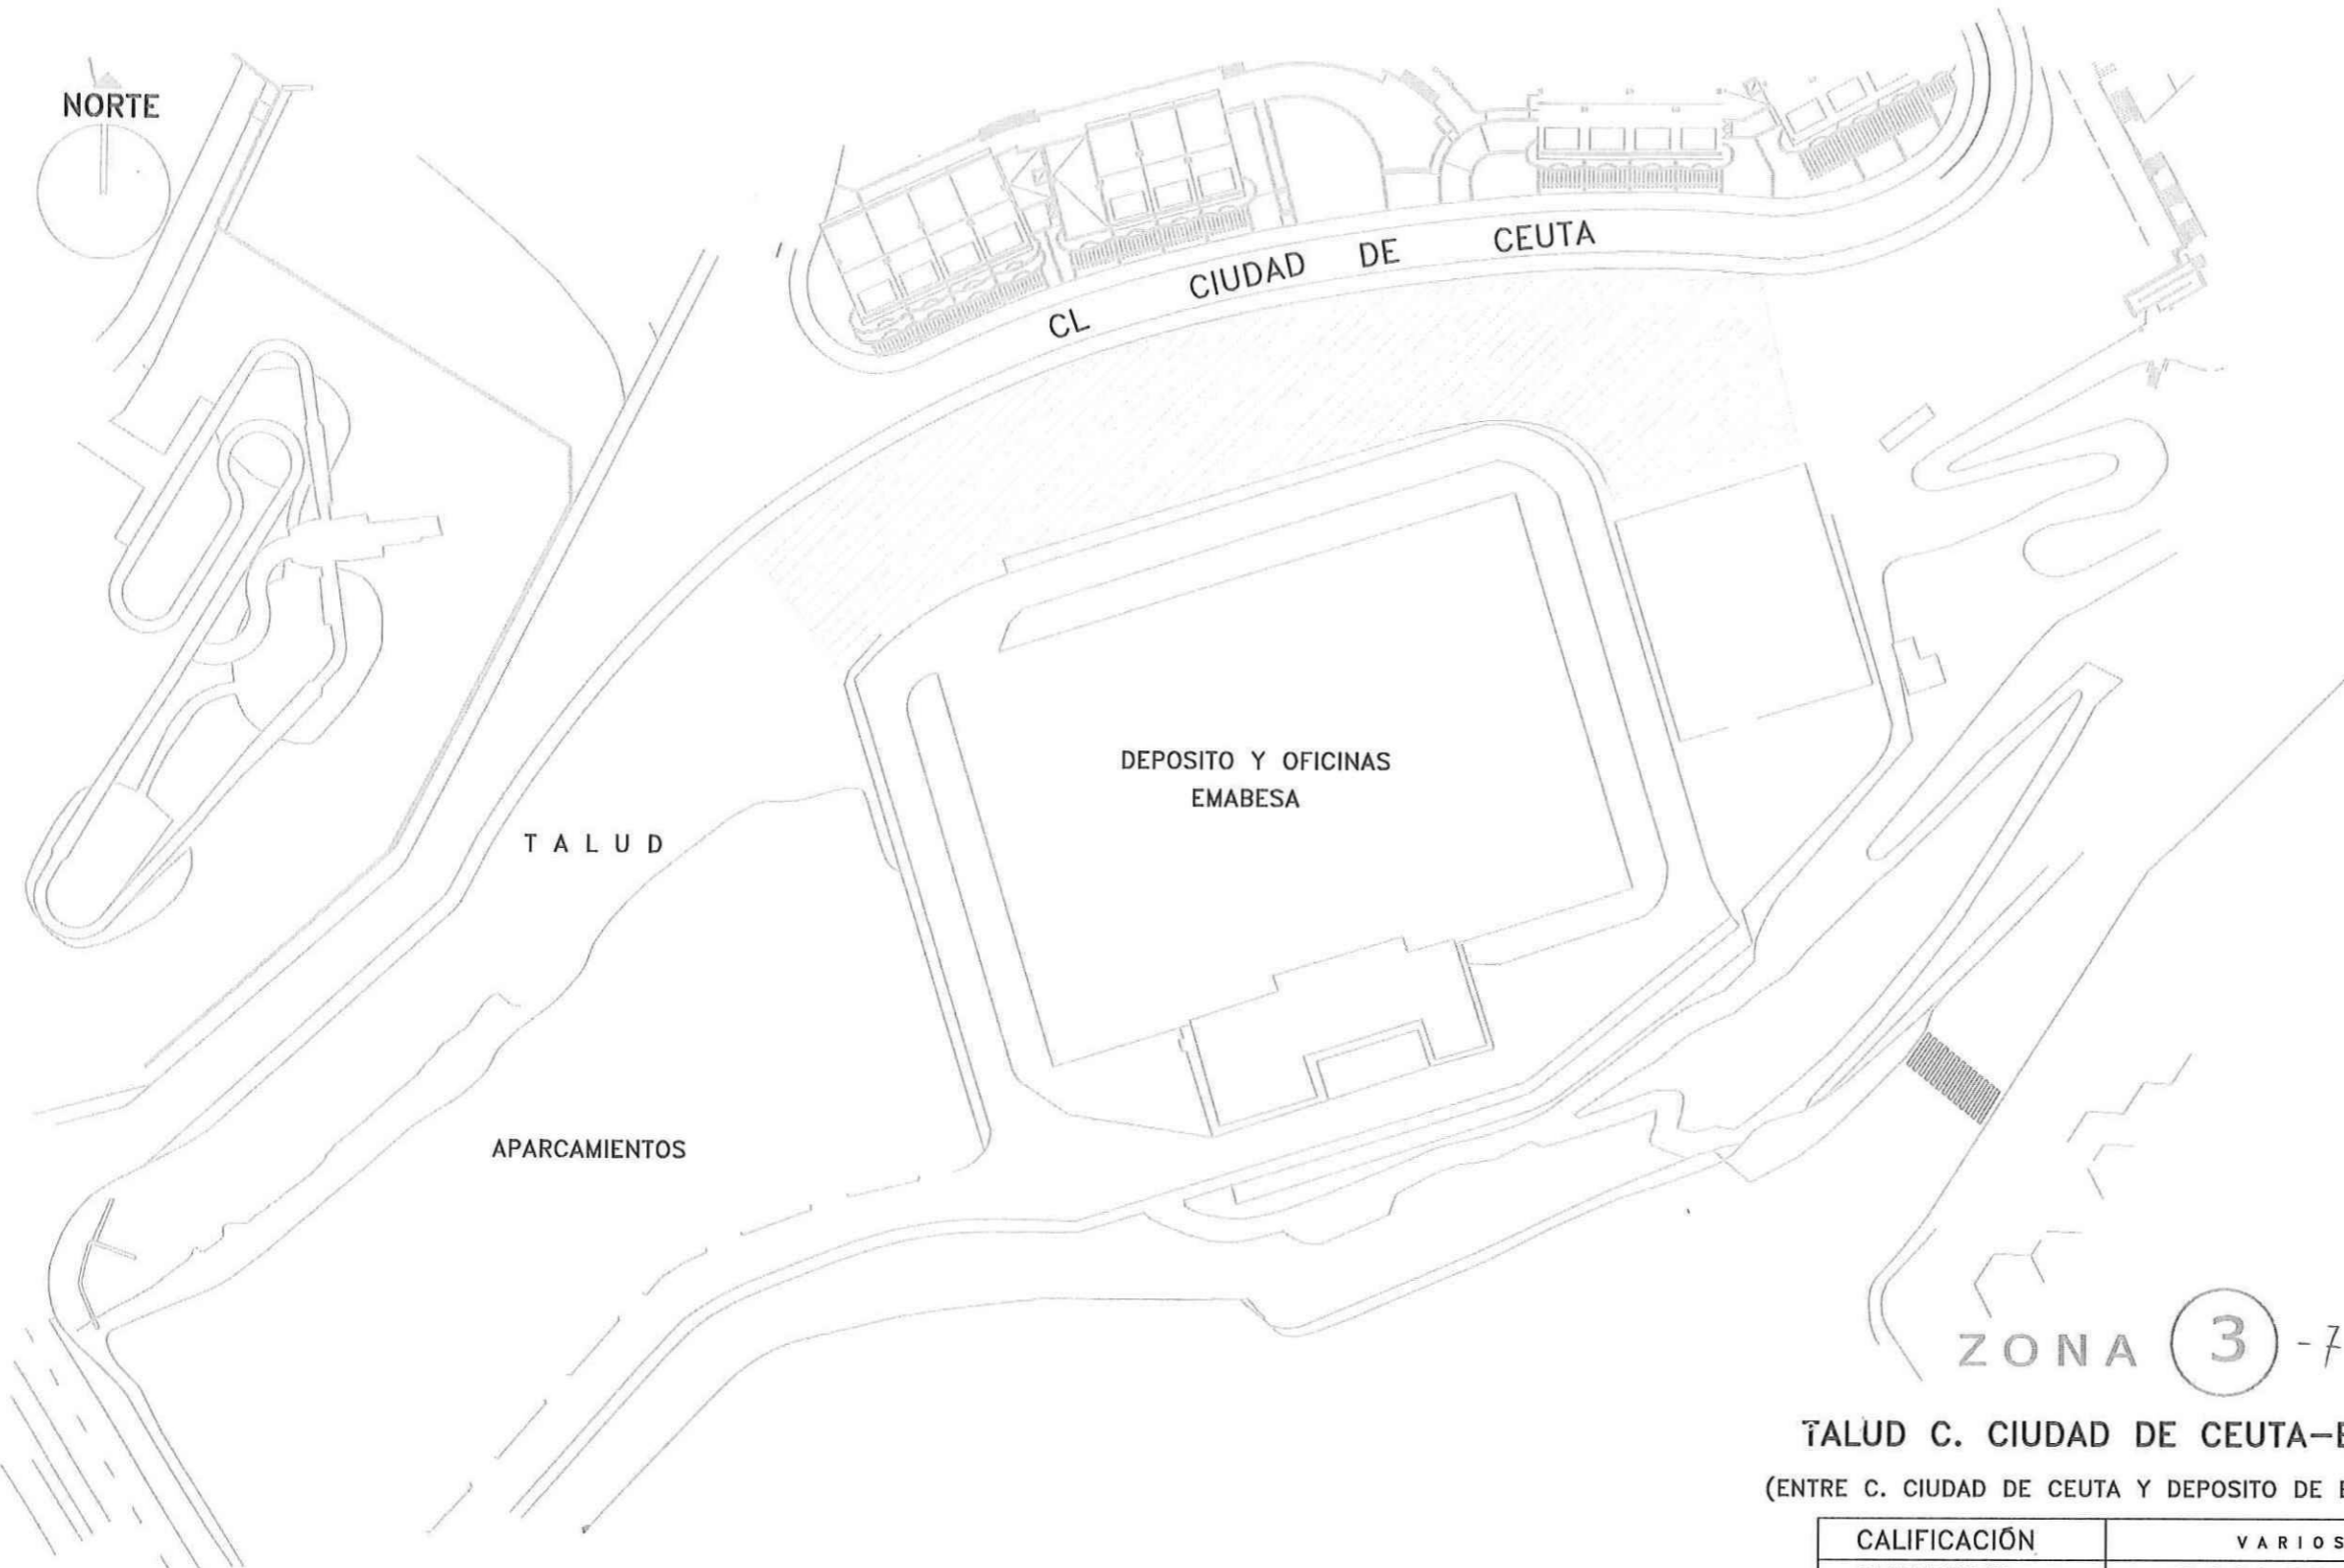 NORTE
CL CIUDAD DE CEUTA
DEPOSITO Y OFICINAS
EMABESA
TALUD
APARCAMIENTOS
ZONA 3 -7
TALUD C. CIUDAD DE CEUTA-E
(ENTRE C. CIUDAD DE CEUTA Y DEPOSITO DE E
CALIFICACIÓN
VARIOS